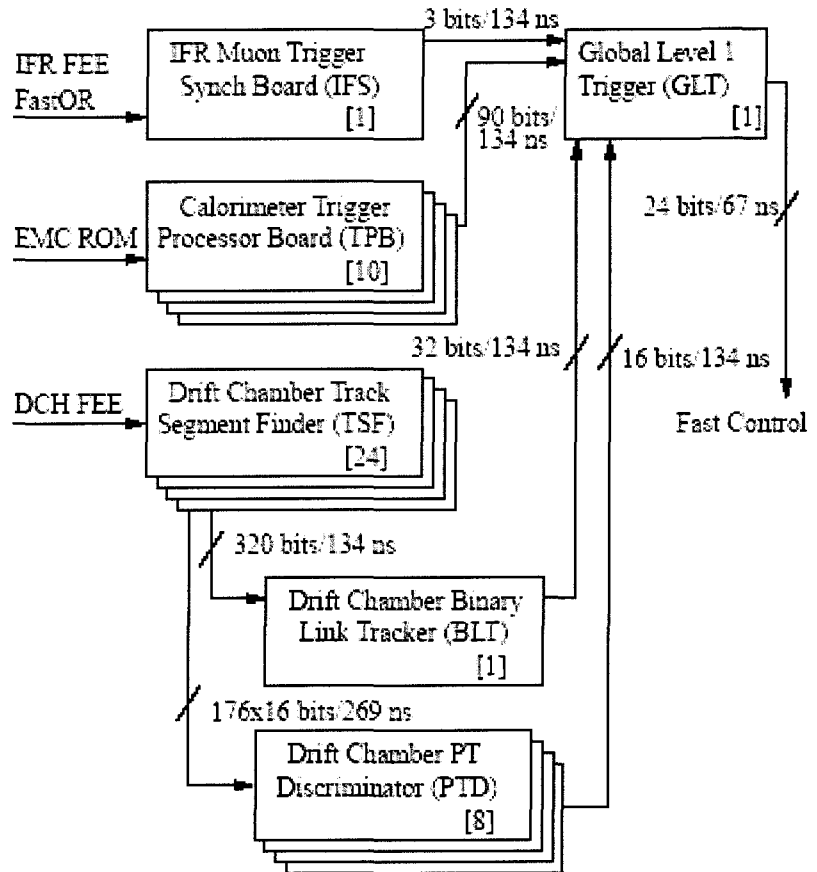 3 bits/134 ns
IFR FEE
FastOR
IFR Muon Trigger
Synch Board (IFS)
[1]
Global Level 1
Trigger (GLT)
[1]
90 bits/
134 ns
24 bits/67 ns
EMC ROM
Calorimeter Trigger
Processor Board (TPB)
[10]
32 bits/134 ns
16 bits/134 ns
DCH FEE
Drift Chamber Track
Segment Finder (TSF)
[24]
Fast Control
320 bits/134 ns
Drift Chamber Binary
Link Tracker (BLT)
[1]
176x16 bits/269 ns
Drift Chamber PT
Discriminator (PTD)
[8]